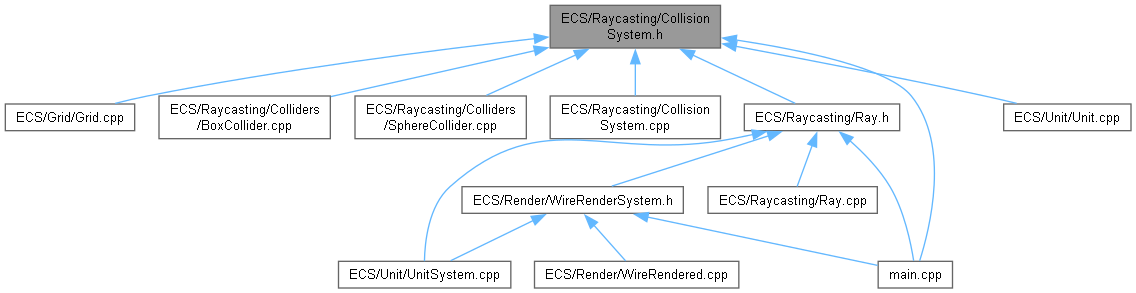 ECS/Raycasting/Collision
System.h
ECS/Grid/Grid.cpp
ECS/Raycasting/Colliders
/BoxCollider.cpp
ECS/Raycasting/Colliders
/SphereCollider.cpp
ECS/Raycasting/Collision
System.cpp
ECS/Raycasting/Ray.h
ECS/Unit/Unit.cpp
ECS/Render/WireRenderSystem.h
ECS/Raycasting/Ray.cpp
ECS/Unit/UnitSystem.cpp
ECS/Render/WireRendered.cpp
main.cpp